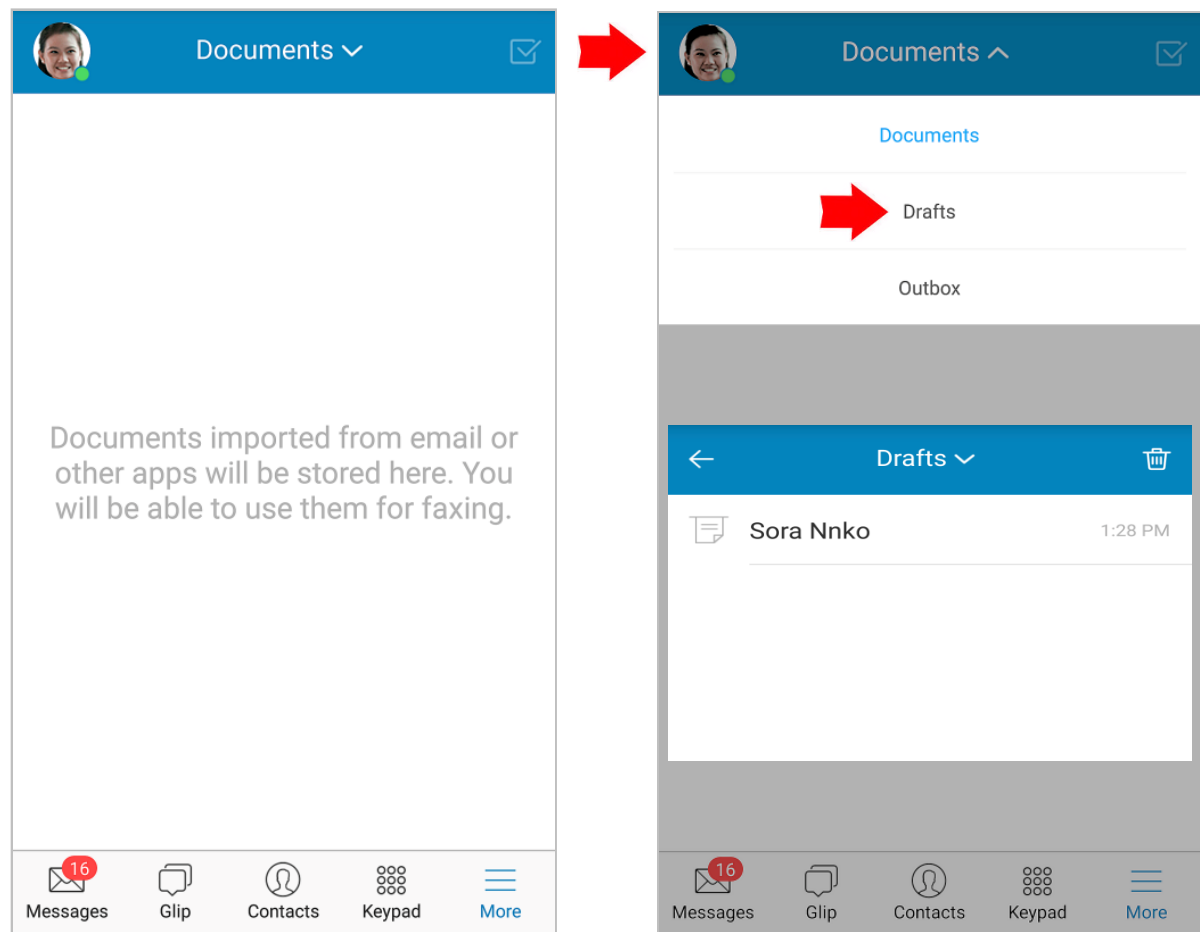 Documents
Documents imported from email or
other apps will be stored here. You
will be able to use them for faxing.
16
Messages
Glip
Contacts
Keypad
More
Documents
Documents
Drafts
Outbox
Drafts
Sora Nnko
1:28 PM
16
Messages
Glip
Contacts
Keypad
More